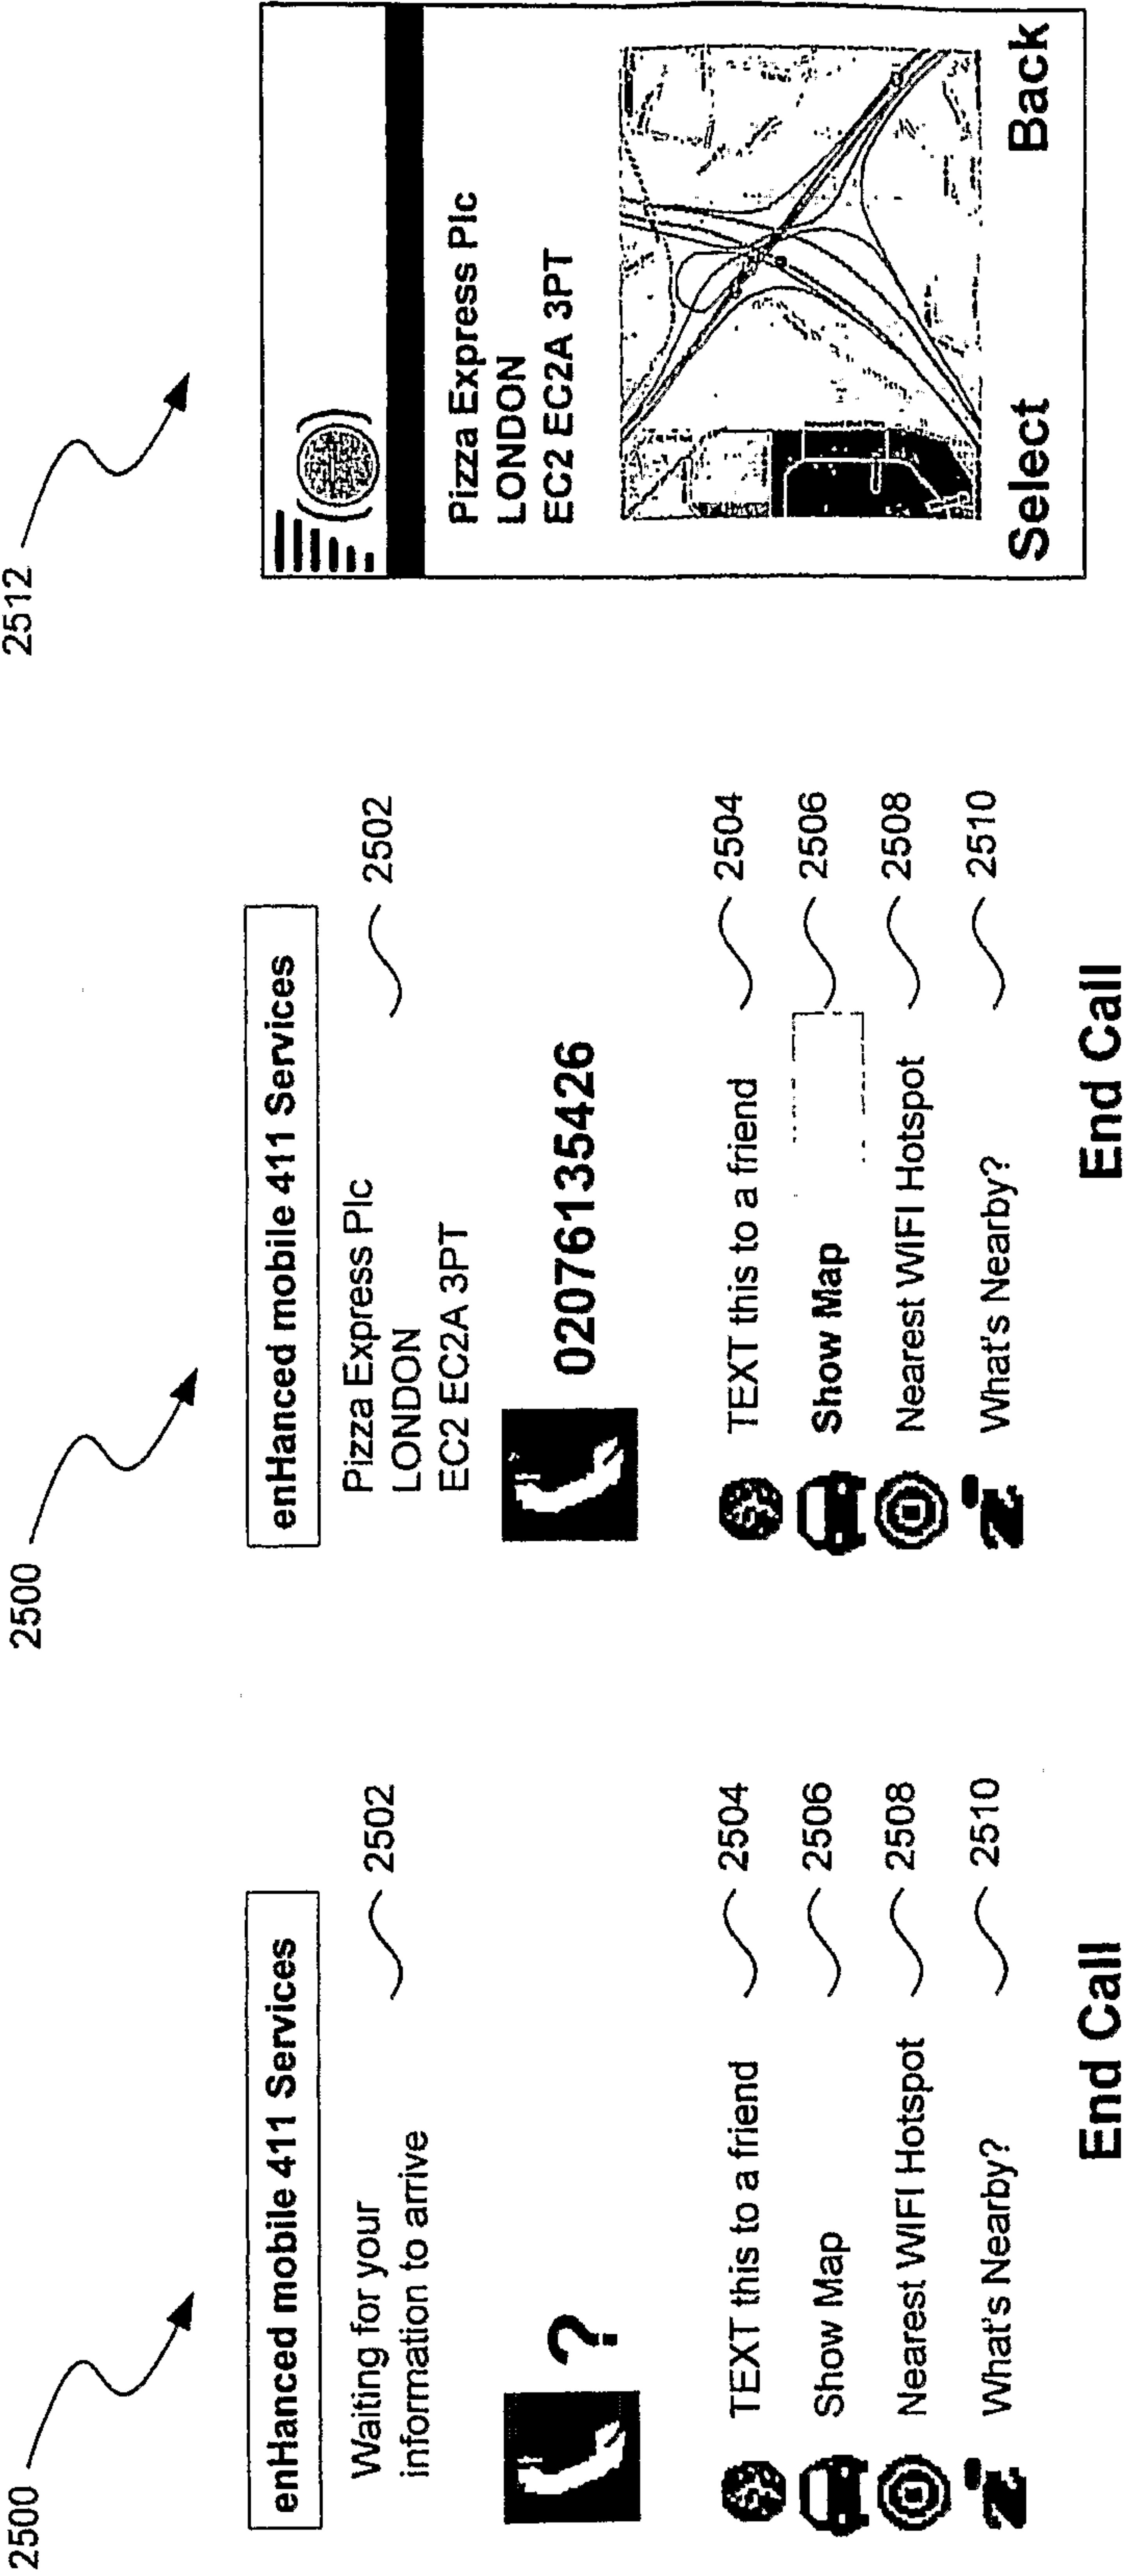 2500
enHanced mobile 411 Services
Waiting for your
information to arrive
2502
?
TEXT this to a friend
2504
Show Map
2506
Nearest WIFI Hotspot
2508
What's Nearby?
2510
End Call
2500
enHanced mobile 411 Services
Pizza Express Plc
LONDON
EC2 EC2A 3PT
2502
02076135426
TEXT this to a friend
2504
Show Map
2506
Nearest WIFI Hotspot
2508
What's Nearby?
2510
End Call
2512
Pizza Express Plc
LONDON
EC2 EC2A 3PT
Select
Back